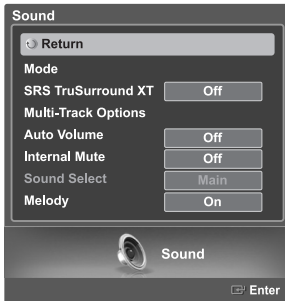 Sound
Return
Mode
SRS TruSurround XT Off
Multi-Track Options
Auto Volume Off
Internal Mute Off
Sound Select Main
Melody On
Sound
Enter